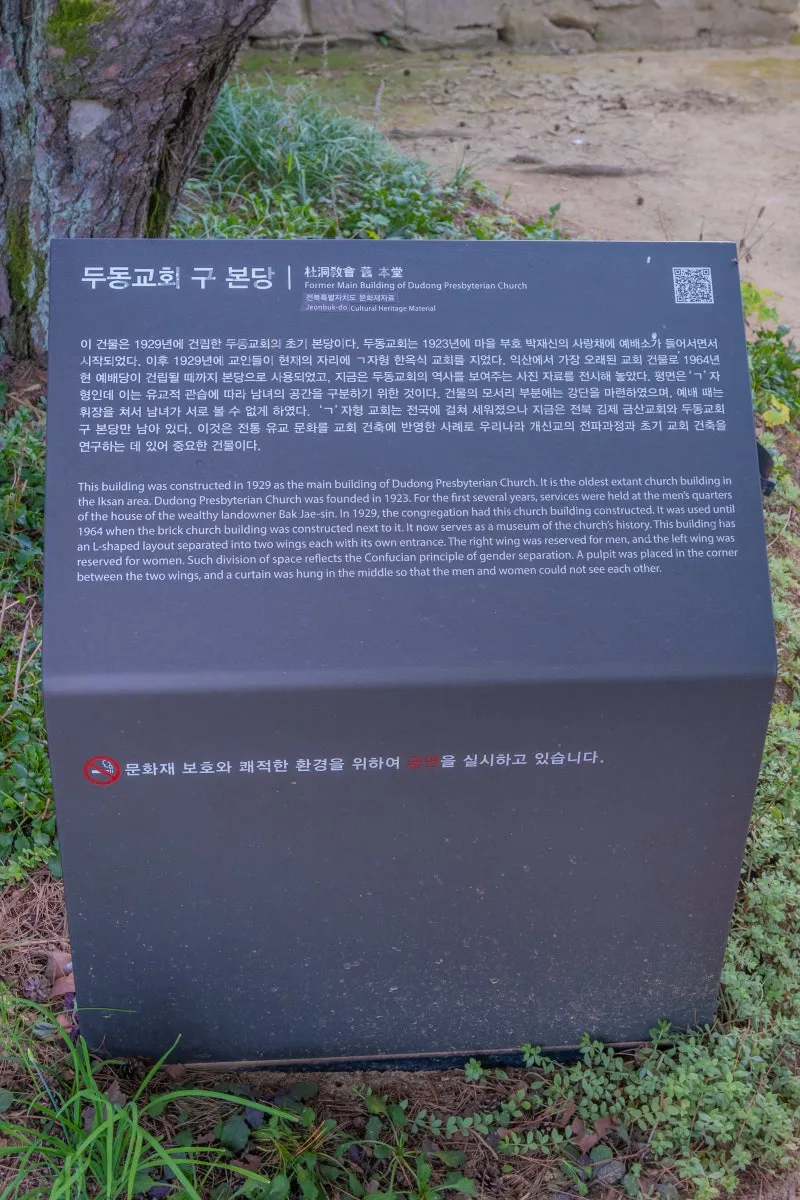 두동교회 구 본당 | 杜洞敎會 舊 本堂
Former Main Building of Dudong Presbyterian Church
전북특별자치도 문화재자료
Jeonbuk-do Cultural Heritage Material
이 건물은 1929년에 건립한 두동교회의 초기 본당이다. 두동교회는 1923년에 마을 부호 박재신의 사랑채에 예배소가 들어서면서
시작되었다. 이후 1929년에 교인들이 현재의 자리에 ㄱ자형 한옥식 교회를 지었다. 익산에서 가장 오래된 교회 건물로 1964년
현 예배당이 건립될 때까지 본당으로 사용되었고, 지금은 두동교회의 역사를 보여주는 사진 자료를 전시해 놓았다. 평면은 ‘ㄱ’ 자
형인데 이는 유교적 관습에 따라 남녀의 공간을 구분하기 위한 것이다. 건물의 모서리 부분에는 강단을 마련하였으며, 예배 때는
휘장을 쳐서 남녀가 서로 볼 수 없게 하였다. ‘ㄱ’ 자형 교회는 전국에 걸쳐 세워졌으나 지금은 전북 김제 금산교회와 두동교회
구 본당만 남아 있다. 이것은 전통 유교 문화를 교회 건축에 반영한 사례로 우리나라 개신교의 전파과정과 초기 교회 건축을
연구하는 데 있어 중요한 건물이다.
This building was constructed in 1929 as the main building of Dudong Presbyterian Church. It is the oldest extant church building in
the Iksan area. Dudong Presbyterian Church was founded in 1923. For the first several years, services were held at the men's quarters
of the house of the wealthy landowner Bak Jae-sin. In 1929, the congregation had this church building constructed. It was used until
1964 when the brick church building was constructed next to it. It now serves as a museum of the church's history. This building has
an L-shaped layout separated into two wings each with its own entrance. The right wing was reserved for men, and the left wing was
reserved for women. Such division of space reflects the Confucian principle of gender separation. A pulpit was placed in the corner
between the two wings, and a curtain was hung in the middle so that the men and women could not see each other.
문화재 보호와 쾌적한 환경을 위하여 금연을 실시하고 있습니다.